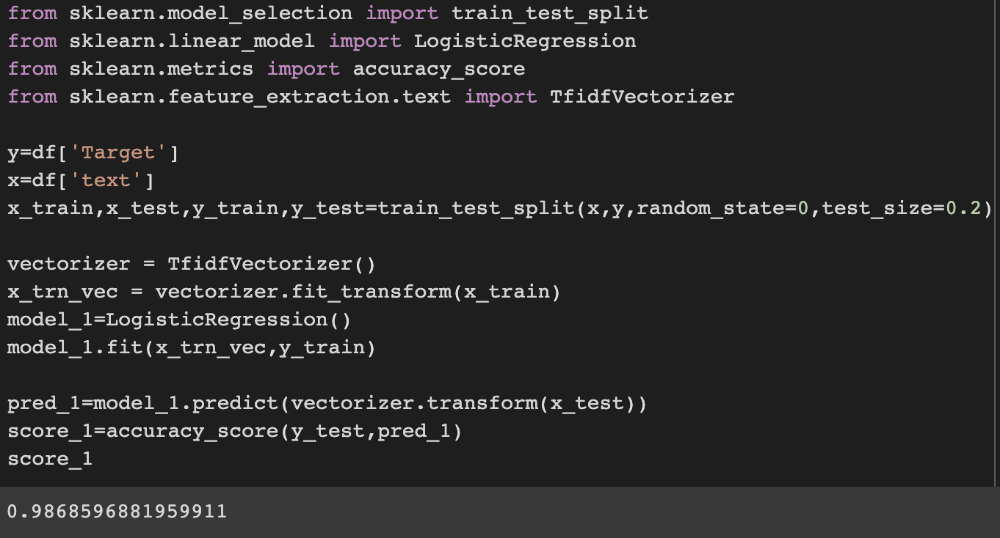 from sklearn.model_selection import train_test_split
from sklearn.linear_model import LogisticRegression
from sklearn.metrics import accuracy_score
from sklearn.feature_extraction.text import TfidfVectorizer
y=df['Target']
x=df['text']
x_train,x_test,y_train,y_test=train_test_split(x,y,random_state=0,test_size=0.2)
vectorizer = TfidfVectorizer()
x_trn_vec = vectorizer.fit_transform(x_train)
model_1=LogisticRegression()
model_1.fit(x_trn_vec,y_train)
pred_1=model_1.predict(vectorizer.transform(x_test))
score_1=accuracy_score(y_test,pred_1)
score_1
0.9868596881959911